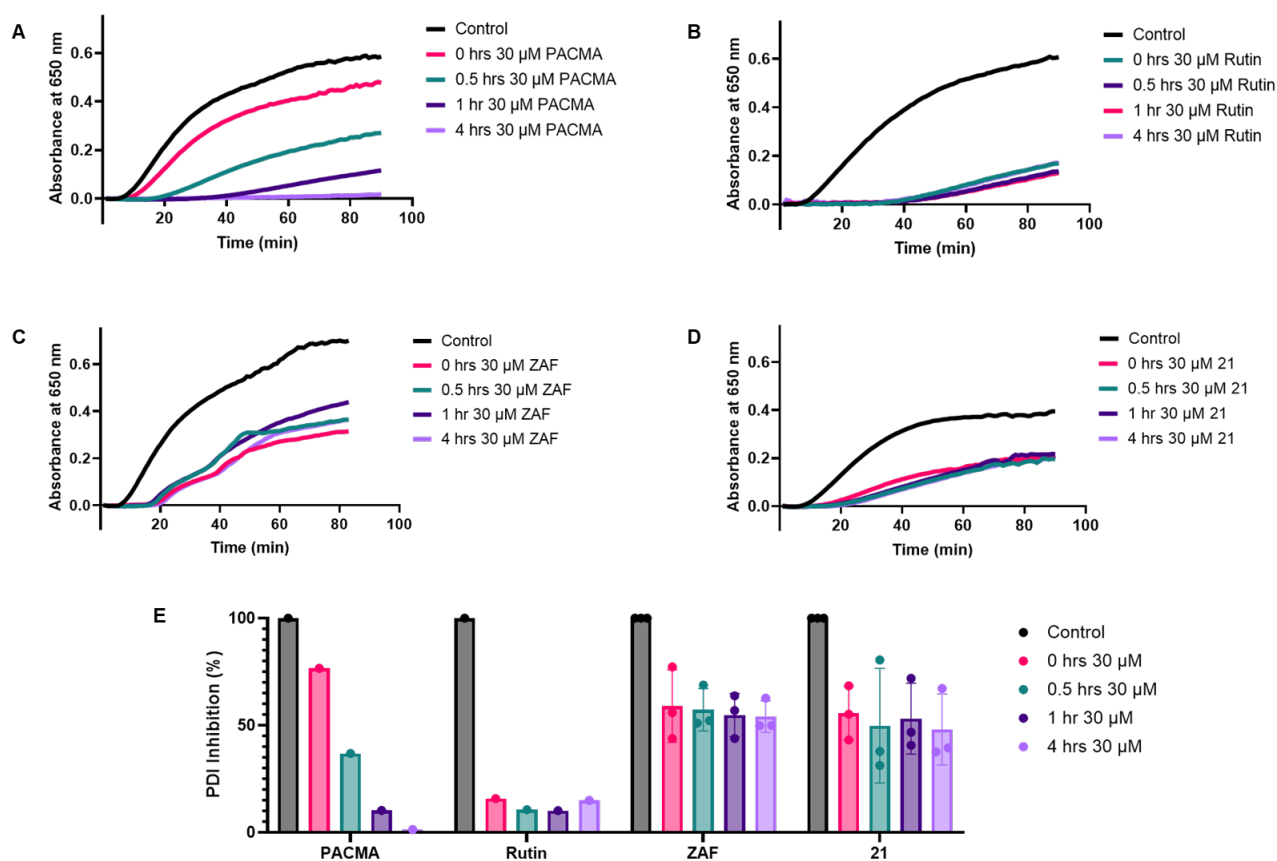 A
Absorbance at 650 nm
0.6
0.4
0.2
0.0
20
40
60
80
100
Time (min)
Control
0 hrs 30 µM PACMA
0.5 hrs 30 µM PACMA
1 hr 30 µM PACMA
4 hrs 30 µM PACMA
B
Absorbance at 650 nm
0.6
0.4
0.2
0.0
20
40
60
80
100
Time (min)
Control
0 hrs 30 µM Rutin
0.5 hrs 30 µM Rutin
1 hr 30 µM Rutin
4 hrs 30 µM Rutin
C
Absorbance at 650 nm
0.6
0.4
0.2
0.0
20
40
60
80
100
Time (min)
Control
0 hrs 30 µM ZAF
0.5 hrs 30 µM ZAF
1 hr 30 µM ZAF
4 hrs 30 µM ZAF
D
Absorbance at 650 nm
0.6
0.4
0.2
0.0
20
40
60
80
100
Time (min)
Control
0 hrs 30 µM 21
0.5 hrs 30 µM 21
1 hr 30 µM 21
4 hrs 30 µM 21
E
PDI Inhibition (%)
100
50
0
PACMA
Rutin
ZAF
21
Control
0 hrs 30 µM
0.5 hrs 30 µM
1 hr 30 µM
4 hrs 30 µM